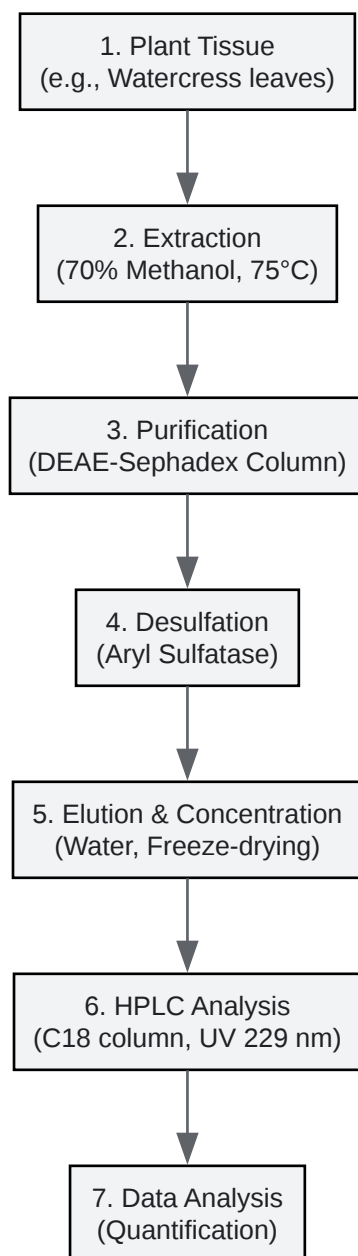 1. Plant Tissue
(e.g., Watercress leaves)
2. Extraction
(70% Methanol, 75°C)
3. Purification
(DEAE-Sephadex Column)
4. Desulfation
(Aryl Sulfatase)
5. Elution & Concentration
(Water, Freeze-drying)
6. HPLC Analysis
(C18 column, UV 229 nm)
7. Data Analysis
(Quantification)